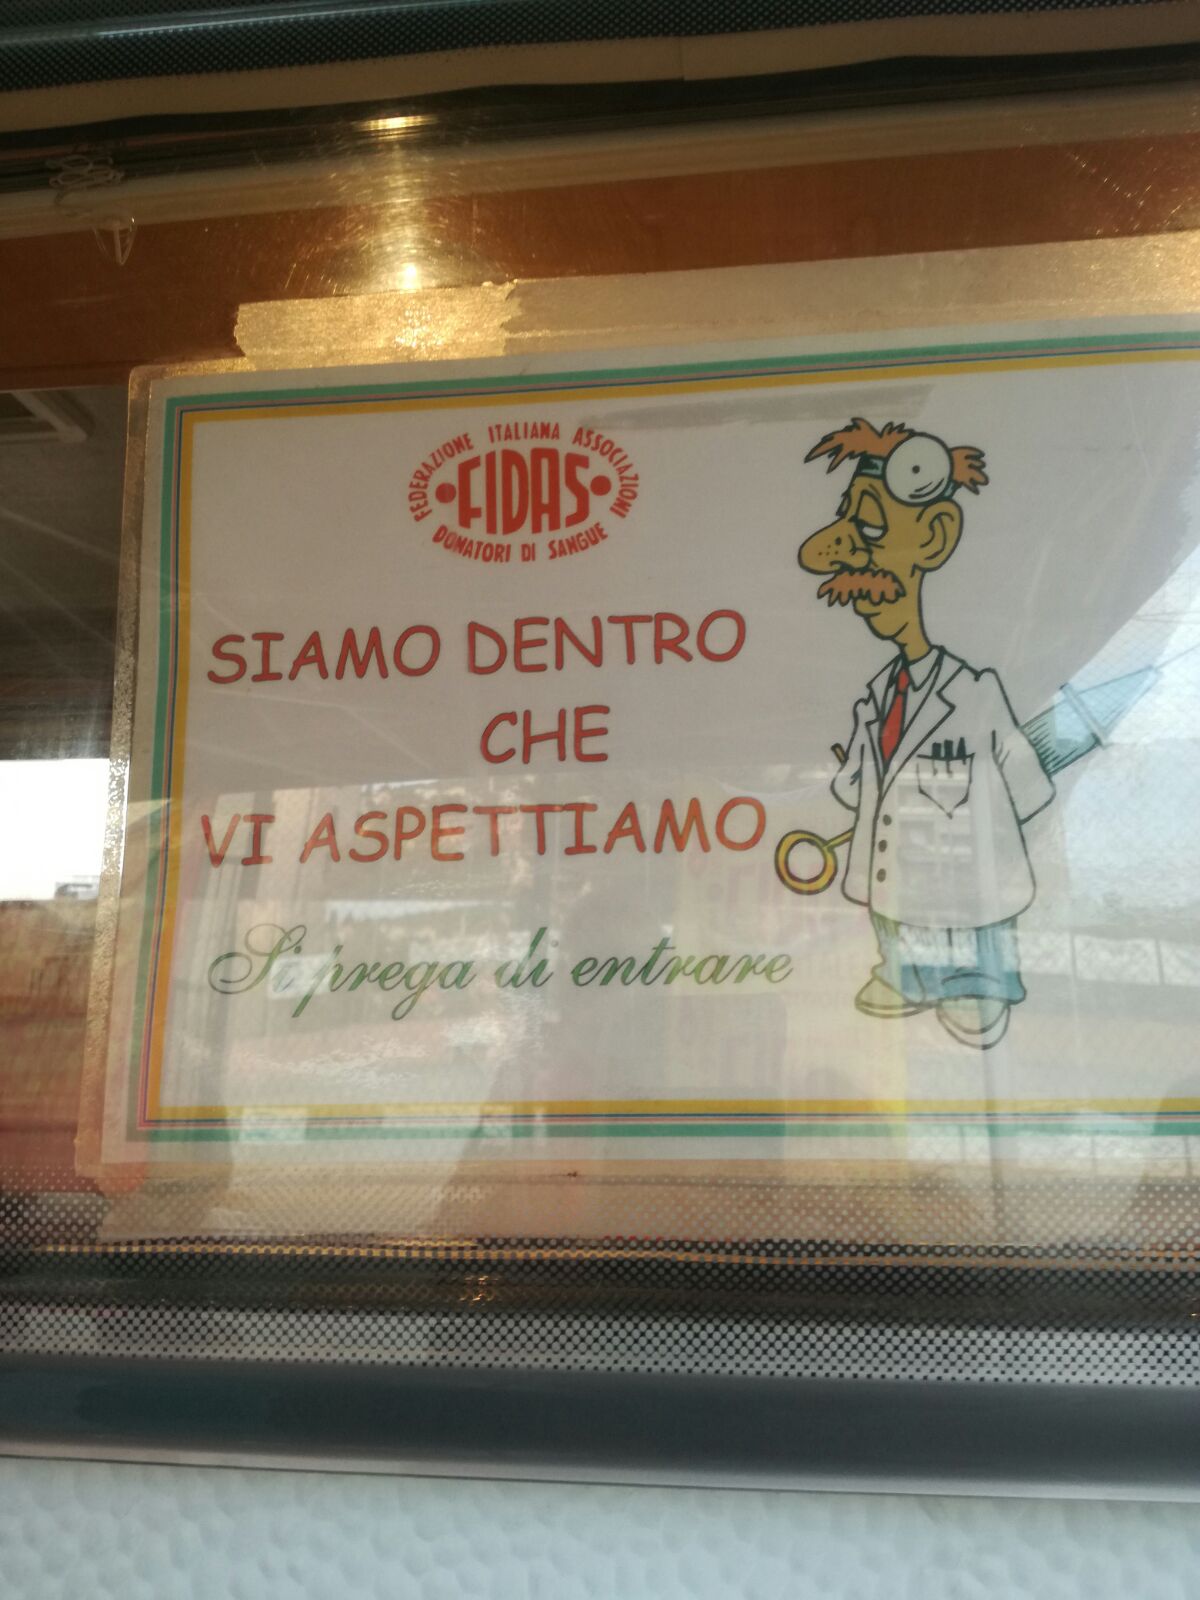 FEDERAZIONE ITALIANA ASSOCIAZIONI
FIDAS
DONATORI DI SANGUE
SIAMO DENTRO
CHE
VI ASPETTIAMO
Si prega di entrare